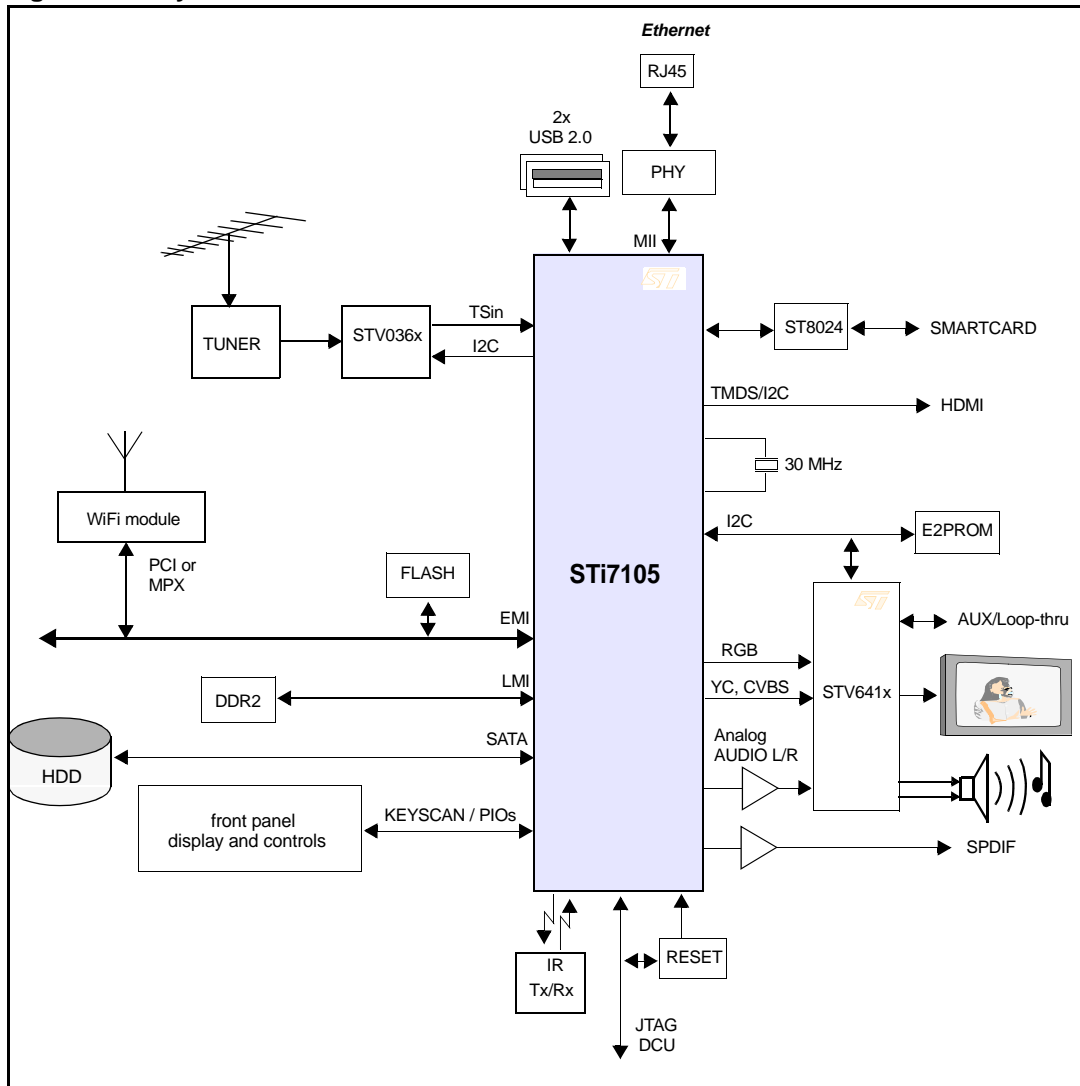 Ethernet
RJ45
2x
USB 2.0
PHY
MII
TUNER
STV036x
TSin
I2C
ST8024
SMARTCARD
TMDS/I2C
HDMI
30 MHz
WiFi module
PCI or
MPX
FLASH
EMI
STi7105
I2C
E2PROM
AUX/Loop-thru
RGB
YC, CVBS
STV641x
DDR2
LMI
SATA
HDD
Analog
AUDIO L/R
front panel
display and controls
KEYSCAN / PIOs
SPDIF
IR
Tx/Rx
RESET
JTAG
DCU